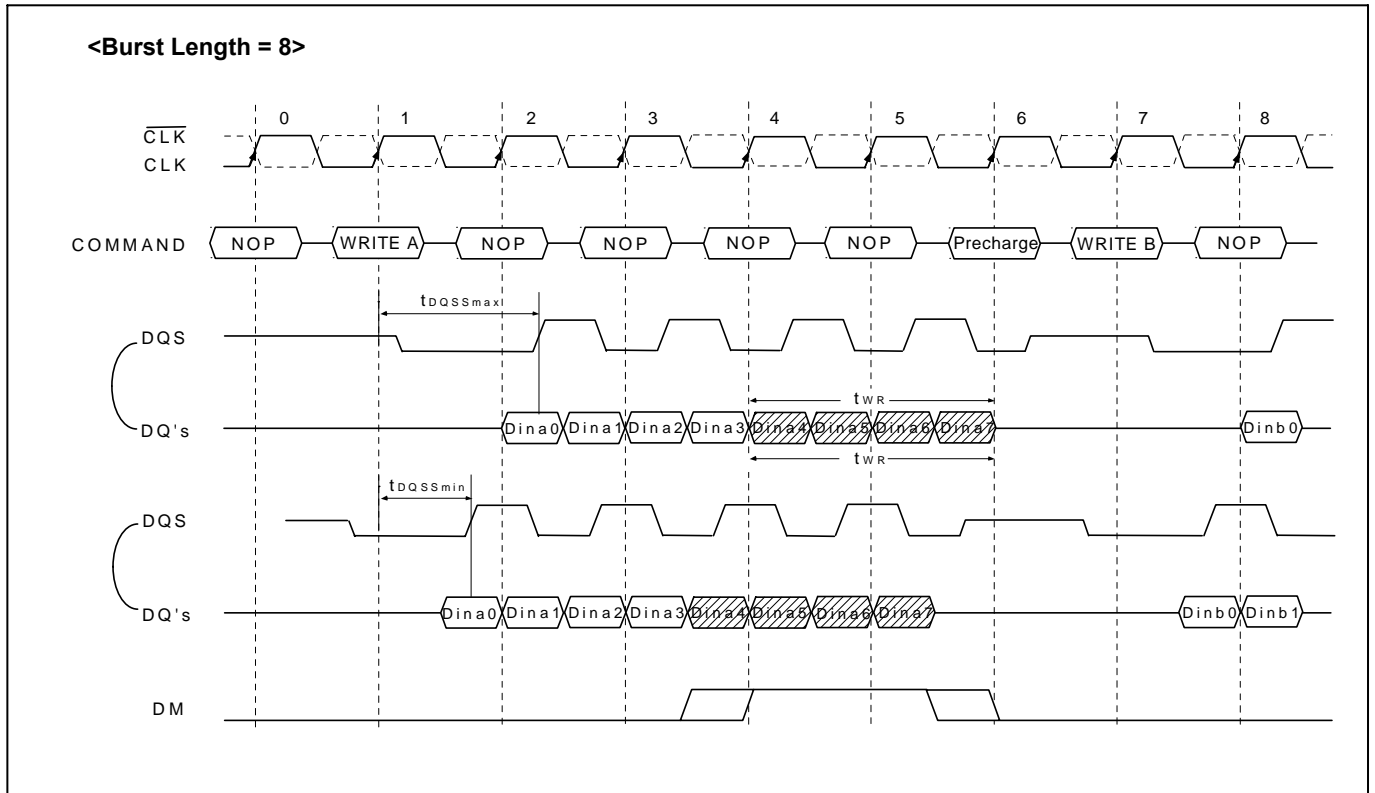 <Burst Length = 8>
0 1 2 3 4 5 6 7 8
CLK
CLK
COMMAND NOP WRITE A NOP NOP NOP NOP Precharge WRITE B NOP
tDQSSmax
DQS
tWR
DQ's Dina0 Dina1 Dina2 Dina3 Dina4 Dina5 Dina6 Dina7 Dinb0
tWR
tDQSSmin
DQS
DQ's Dina0 Dina1 Dina2 Dina3 Dina4 Dina5 Dina6 Dina7 Dinb0 Dinb1
DM